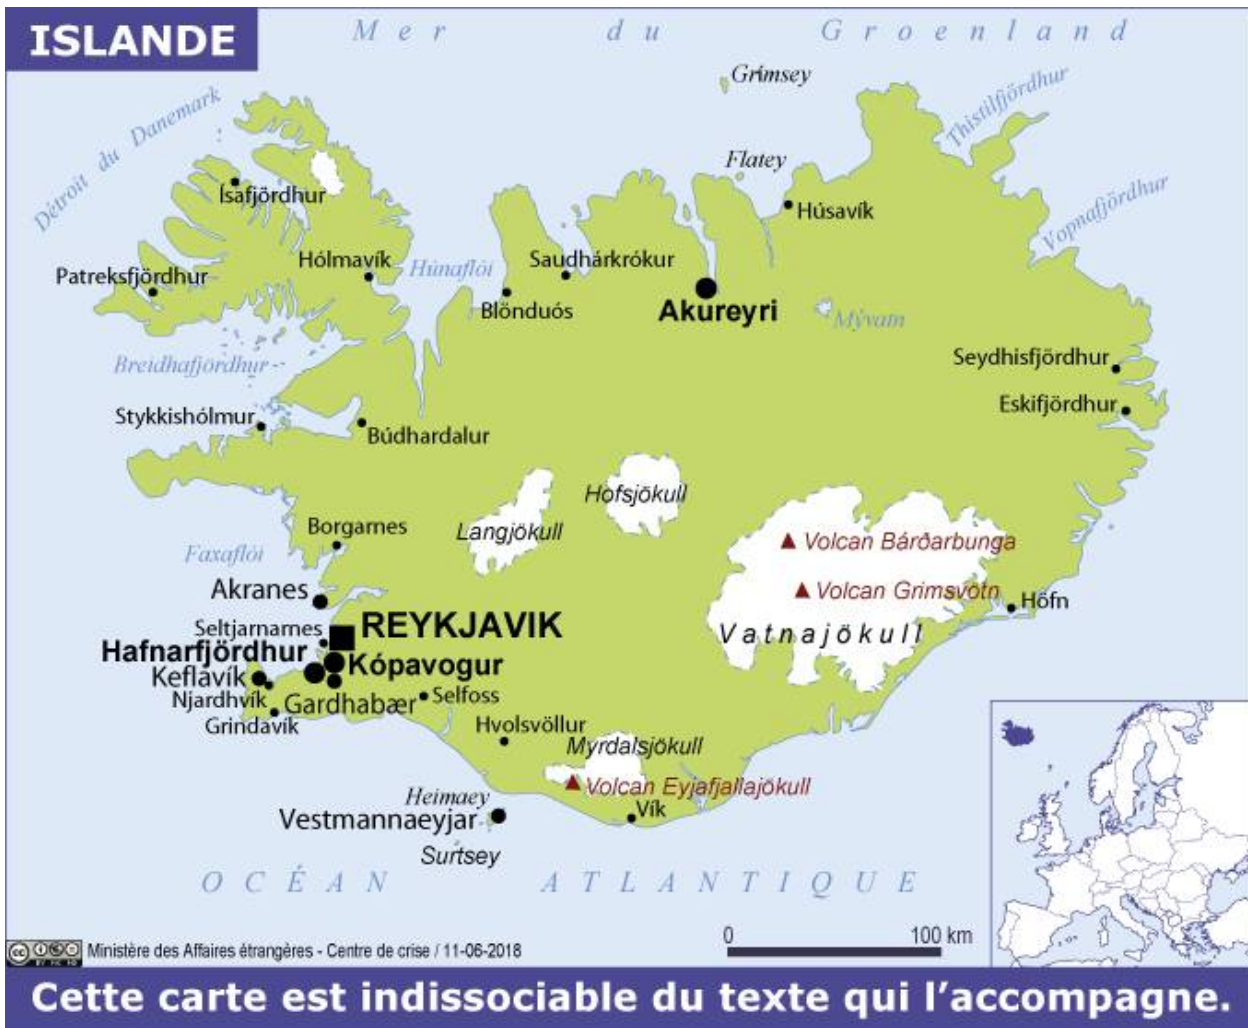 ISLANDE
Mer du Groenland
Grímsey
Thistilfjördhur
Détroit du Danemark
Flatey
Ísafjördhur
Húsavík
Vopnafjördhur
Hólmavík
Húnaflói
Saudhárkrókur
Patreksfjördhur
Blönduós
Akureyri
Mývatn
Breidhafjördhur
Seydhisfjördhur
Stykkishólmur
Eskifjördhur
Búdhardalur
Hofsjökull
Langjökull
Borgarnes
Volcan Bárðarbunga
Faxaflói
Akranes
Volcan Grimsvötn
Höfn
Seltjarnarnes
REYKJAVIK
Vatnajökull
Hafnarfjördhur
Kópavogur
Keflavík
Njardhvík
Gardhabær
Selfoss
Grindavík
Hvolsvöllur
Myrdalsjökull
Volcan Eyjafjallajökull
Heimaey
Vestmannaeyjar
Vík
Surtsey
OCÉAN ATLANTIQUE
0 100 km
cc BY NC ND
Ministère des Affaires étrangères - Centre de crise / 11-06-2018
Cette carte est indissociable du texte qui l'accompagne.